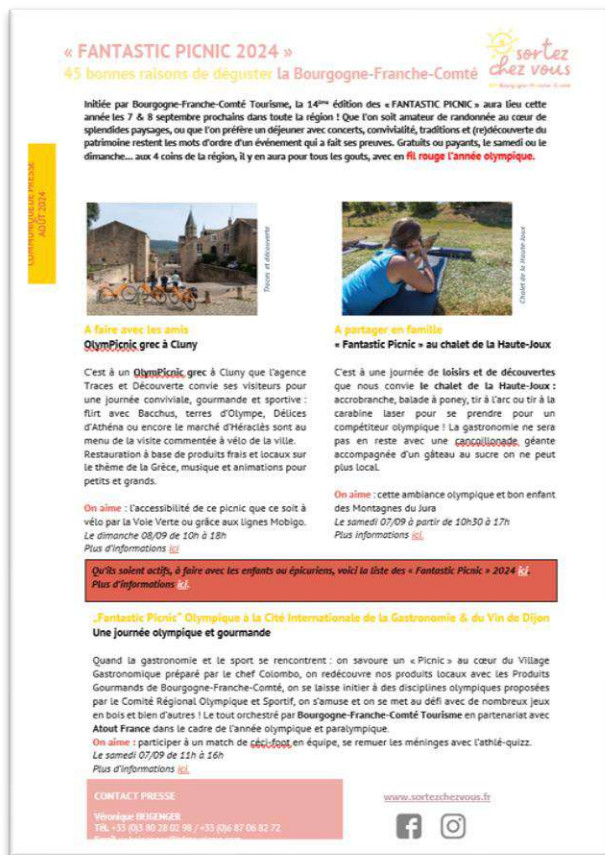 « FANTASTIC PICNIC 2024 »
45 bonnes raisons de déguster la Bourgogne-Franche-Comté
sortez
chez vous
Initiée par Bourgogne-Franche-Comté Tourisme, la 14ème édition des « FANTASTIC PICNIC » aura lieu cette
année les 7 & 8 septembre prochains dans toute la région ! Que l'on soit amateur de randonnée au cœur de
splendides paysages, ou que l'on préfère un déjeuner avec concerts, convivialité, traditions et (re)découverte du
patrimoine restent les mots d'ordre d'un événement qui a fait ses preuves. Gratuits ou payants, le samedi ou le
dimanche... aux 4 coins de la région, il y en aura pour tous les gouts, avec en fil rouge l'année olympique.
COMMUNIQUE DE PRESSE
AOÛT 2024
Traces et découverte
Chalet de la Haute-Joux
A faire avec les amis
OlymPicnic grec à Cluny
C'est à un OlymPicnic grec à Cluny que l'agence
Traces et Découverte convie ses visiteurs pour
une journée conviviale, gourmande et sportive :
flirt avec Bacchus, terres d'Olympe, Délices
d'Athéna ou encore le marché d'Héraclès sont au
menu de la visite commentée à vélo de la ville.
Restauration à base de produits frais et locaux sur
le thème de la Grèce, musique et animations pour
petits et grands.
On aime : l'accessibilité de ce picnic que ce soit à
vélo par la Voie Verte ou grâce aux lignes Mobigo.
Le dimanche 08/09 de 10h à 18h
Plus d'informations ici
A partager en famille
« Fantastic Picnic » au chalet de la Haute-Joux
C'est à une journée de loisirs et de découvertes
que nous convie le chalet de la Haute-Joux :
accrobranche, balade à poney, tir à l'arc ou tir à la
carabine laser pour se prendre pour un
compétiteur olympique ! La gastronomie ne sera
pas en reste avec une cancoillonade géante
accompagnée d'un gâteau au sucre on ne peut
plus local.
On aime : cette ambiance olympique et bon enfant
des Montagnes du Jura
Le samedi 07/09 à partir de 10h30 à 17h
Plus informations ici.
Qu'ils soient actifs, à faire avec les enfants ou épicuriens, voici la liste des « Fantastic Picnic » 2024 ici.
Plus d'informations ici.
„Fantastic Picnic" Olympique à la Cité Internationale de la Gastronomie & du Vin de Dijon
Une journée olympique et gourmande
Quand la gastronomie et le sport se rencontrent : on savoure un « Picnic » au cœur du Village
Gastronomique préparé par le chef Colombo, on redécouvre nos produits locaux avec les Produits
Gourmands de Bourgogne-Franche-Comté, on se laisse initier à des disciplines olympiques proposées
par le Comité Régional Olympique et Sportif, on s'amuse et on se met au défi avec de nombreux jeux
en bois et bien d'autres ! Le tout orchestré par Bourgogne-Franche-Comté Tourisme en partenariat avec
Atout France dans le cadre de l'année olympique et paralympique.
On aime : participer à un match de céci-foot en équipe, se remuer les méninges avec l'athlé-quizz.
Le samedi 07/09 de 11h à 16h
Plus d'informations ici.
CONTACT PRESSE
Véronique BEIGENGER
Tél. +33 (0)3 80 28 02 98 / +33 (0)6 87 06 82 72
www.sortezchezvous.fr